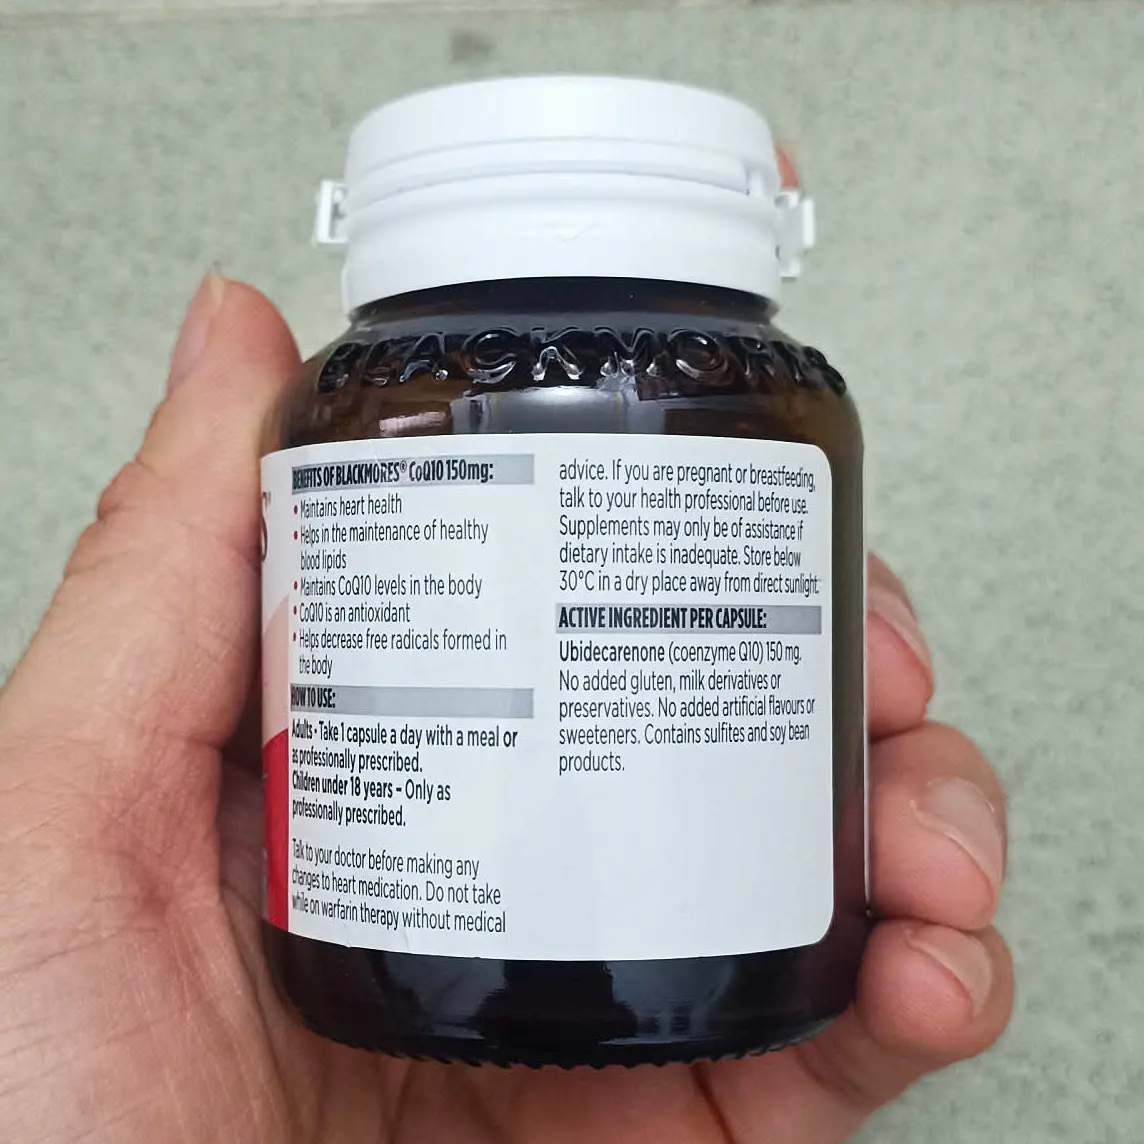 BLACKMORES
BENEFITS OF BLACKMORES® CoQ10 150mg:
• Maintains heart health
• Helps in the maintenance of healthy
blood lipids
• Maintains CoQ10 levels in the body
• CoQ10 is an antioxidant
• Helps decrease free radicals formed in
the body
HOW TO USE:
Adults - Take 1 capsule a day with a meal or
as professionally prescribed.
Children under 18 years – Only as
professionally prescribed.
Talk to your doctor before making any
changes to heart medication. Do not take
while on warfarin therapy without medical
advice. If you are pregnant or breastfeeding,
talk to your health professional before use.
Supplements may only be of assistance if
dietary intake is inadequate. Store below
30°C in a dry place away from direct sunlight.
ACTIVE INGREDIENT PER CAPSULE:
Ubidecarenone (coenzyme Q10) 150 mg.
No added gluten, milk derivatives or
preservatives. No added artificial flavours or
sweeteners. Contains sulfites and soy bean
products.